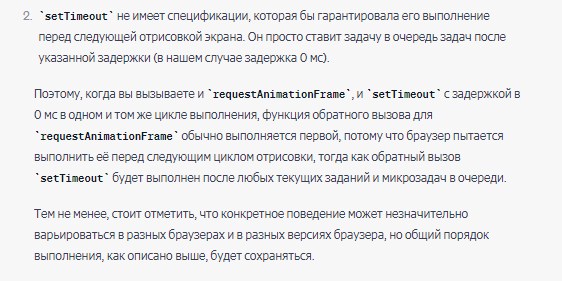 2. `setTimeout` не имеет спецификации, которая бы гарантировала его выполнение
перед следующей отрисовкой экрана. Он просто ставит задачу в очередь задач после
указанной задержки (в нашем случае задержка 0 мс).
Поэтому, когда вы вызываете и `requestAnimationFrame`, и `setTimeout` с задержкой в
0 мс в одном и том же цикле выполнения, функция обратного вызова для
`requestAnimationFrame` обычно выполняется первой, потому что браузер пытается
выполнить её перед следующим циклом отрисовки, тогда как обратный вызов
`setTimeout` будет выполнен после любых текущих заданий и микрозадач в очереди.
Тем не менее, стоит отметить, что конкретное поведение может незначительно
варьироваться в разных браузерах и в разных версиях браузера, но общий порядок
выполнения, как описано выше, будет сохраняться.